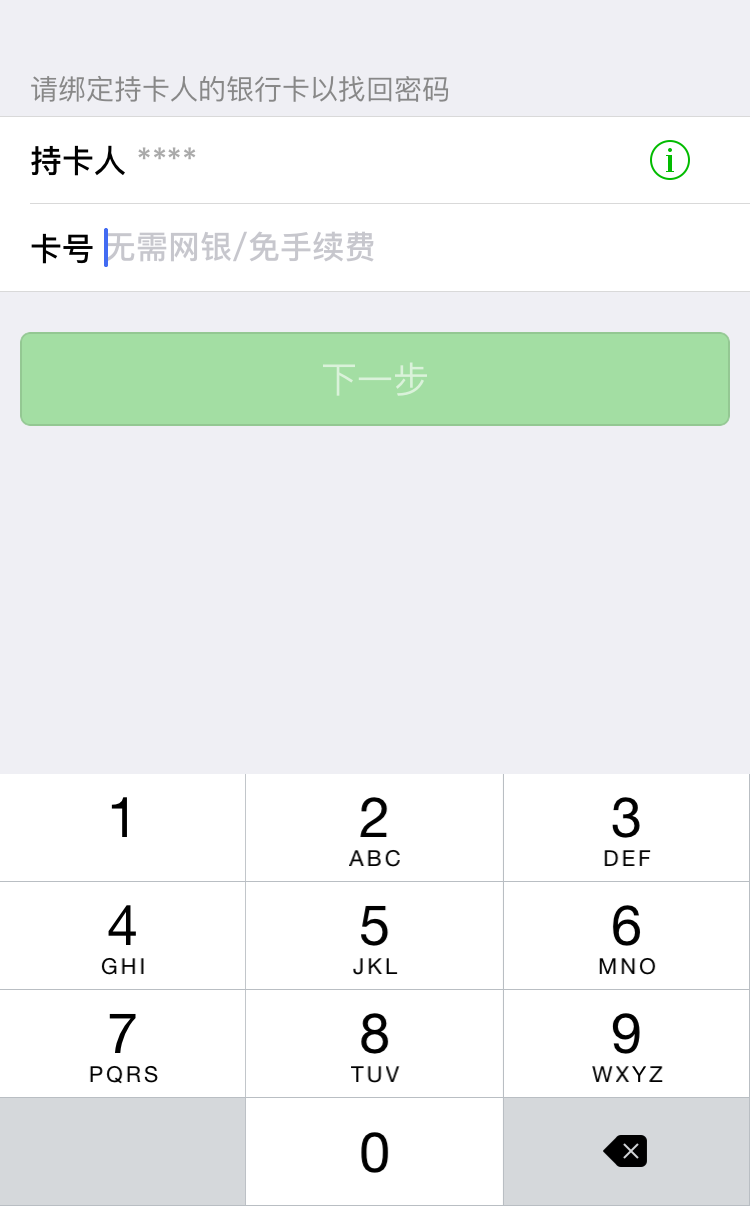 请绑定持卡人的银行卡以找回密码
持卡人 ****
卡号 无需网银/免手续费
下一步
1 2 3
ABC DEF
4 5 6
GHI JKL MNO
7 8 9
PQRS TUV WXYZ
0